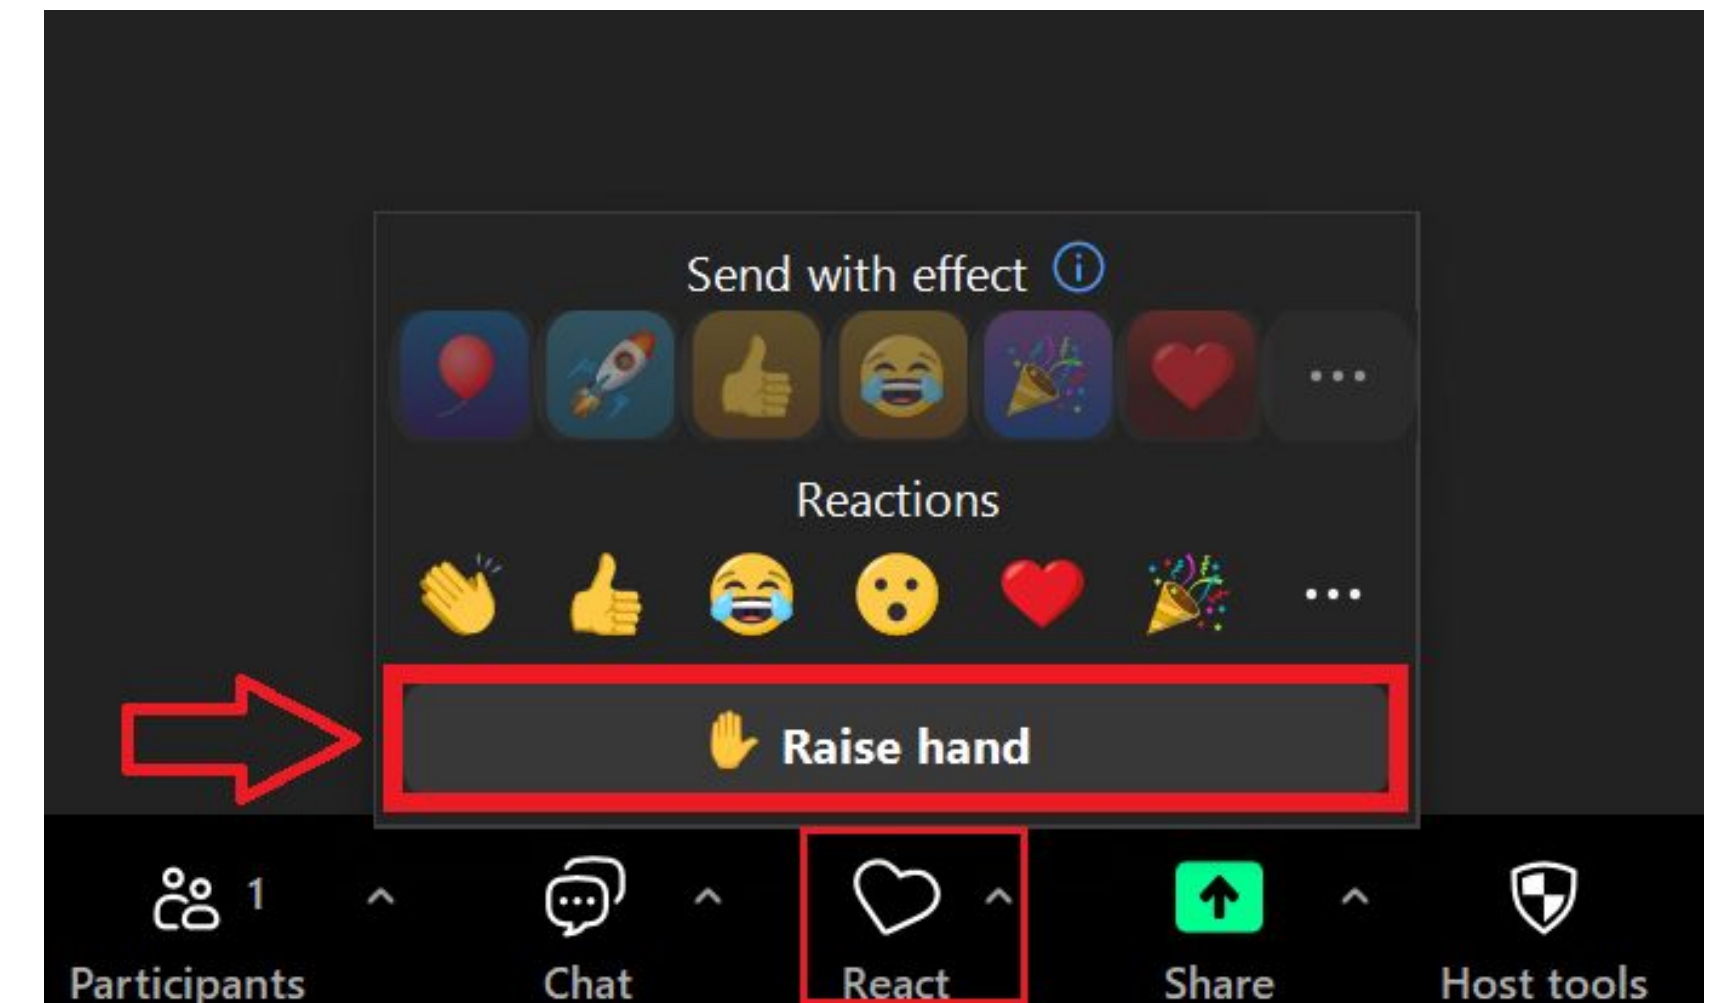 Send with effect
Reactions
Raise hand
1
Participants
Chat
React
Share
Host tools